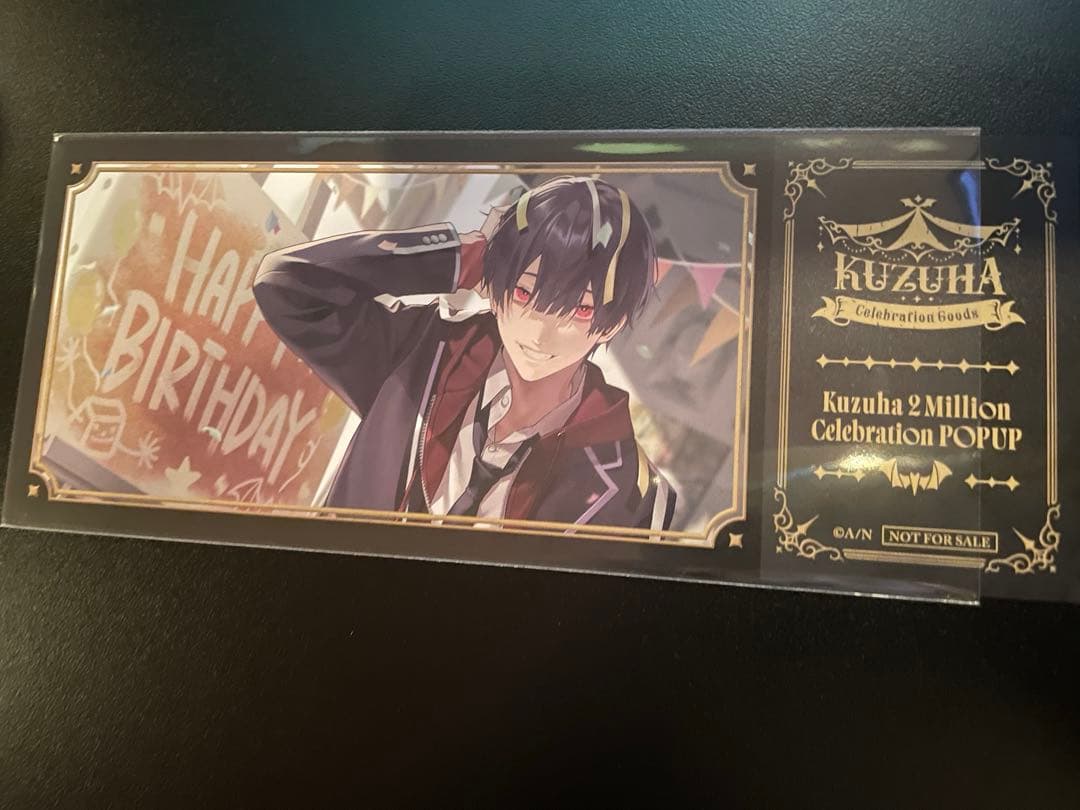 HAPPY
BIRTHDAY
KUZUHA
Celebration Goods
Kuzuha 2 Million
Celebration POPUP
©A/N NOT FOR SALE